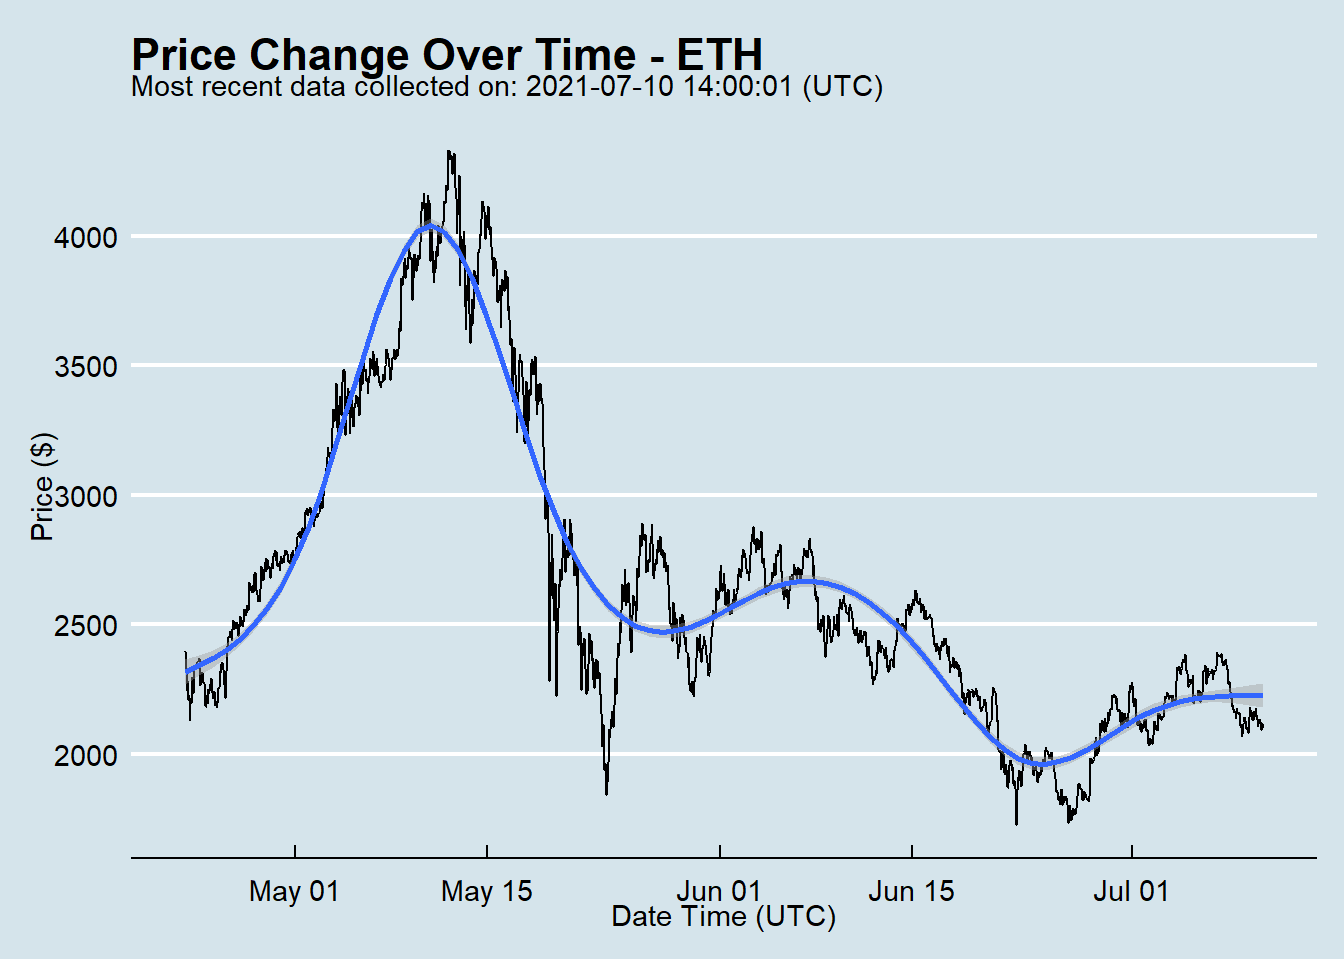 Price Change Over Time - ETH
Most recent data collected on: 2021-07-10 14:00:01 (UTC)
Price ($)
4000
3500
3000
2500
2000
May 01
May 15
Jun 01
Jun 15
Jul 01
Date Time (UTC)